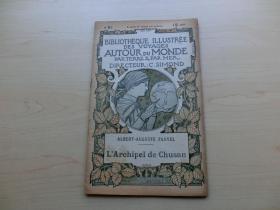 BIBLIOTHÈQUE ILLUSTRÉE
DES VOYAGES
AUTOUR DU MONDE
PAR TERRE & PAR MER
DIRECTEUR: C. SIMOND
ALBERT-AUGUSTE FAUVEL
L'Archipel de Chusan